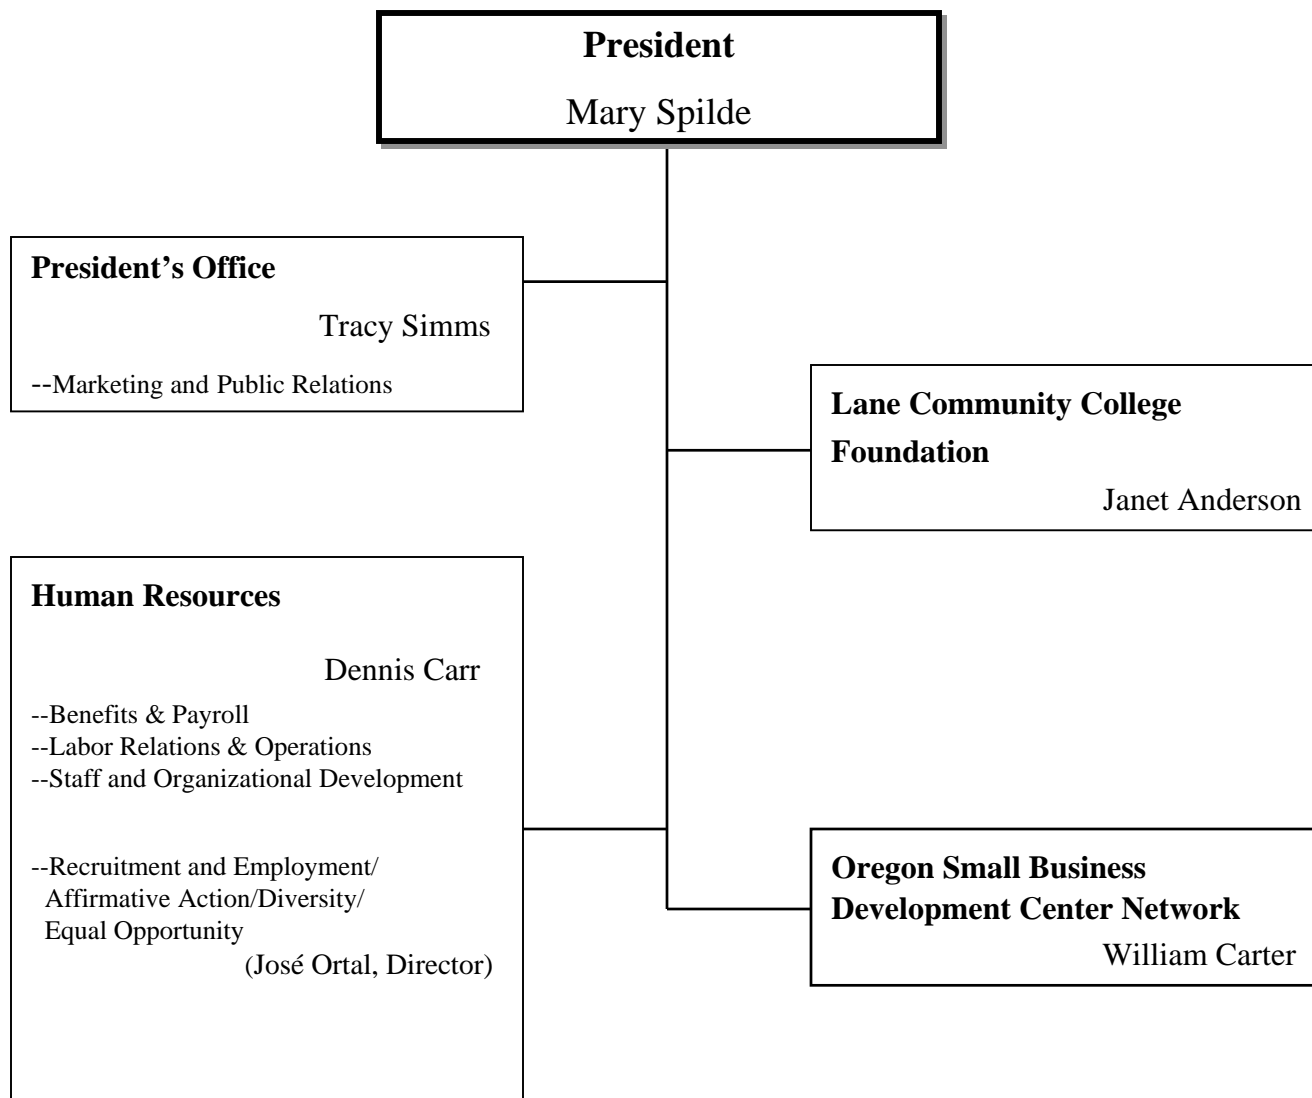 President
Mary Spilde
President’s Office
Tracy Simms
--Marketing and Public Relations
Lane Community College
Foundation
Janet Anderson
Human Resources
Dennis Carr
--Benefits & Payroll
--Labor Relations & Operations
--Staff and Organizational Development
--Recruitment and Employment/
Affirmative Action/Diversity/
Equal Opportunity
(José Ortal, Director)
Oregon Small Business
Development Center Network
William Carter